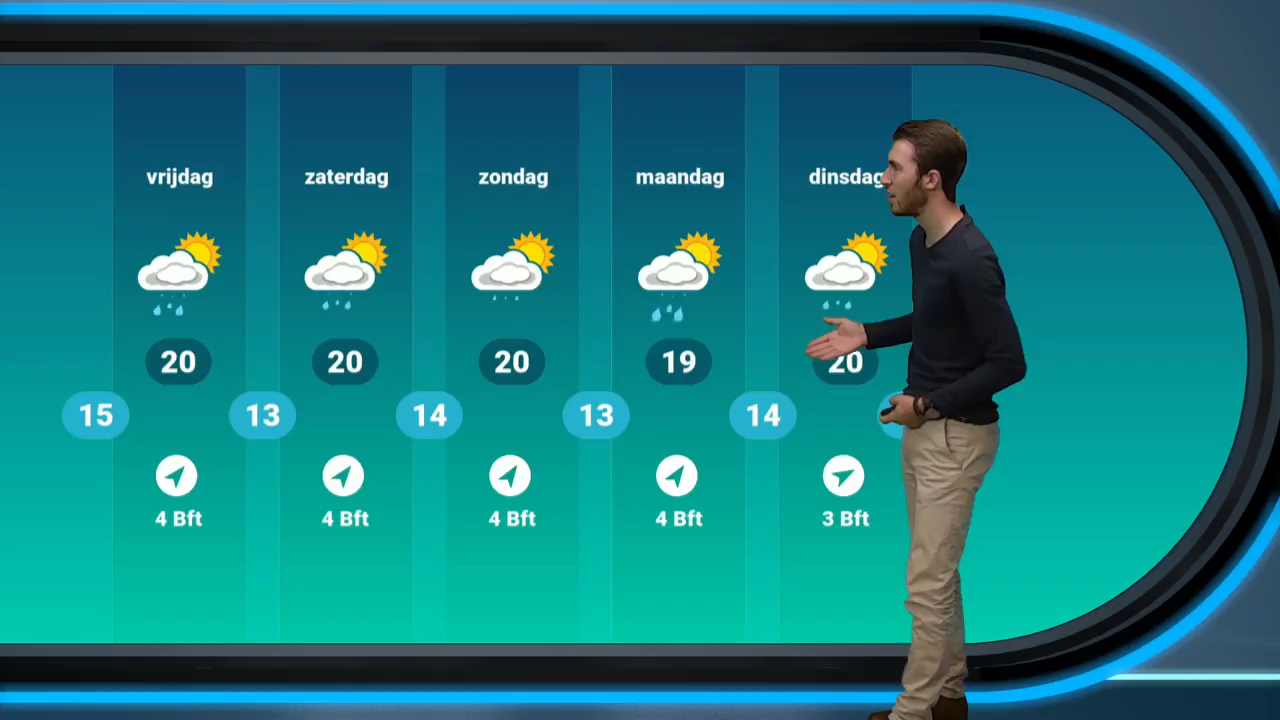 vrijdag zaterdag zondag maandag dinsdag
20 20 20 19 20
15 13 14 13 14
4 Bft 4 Bft 4 Bft 4 Bft 3 Bft